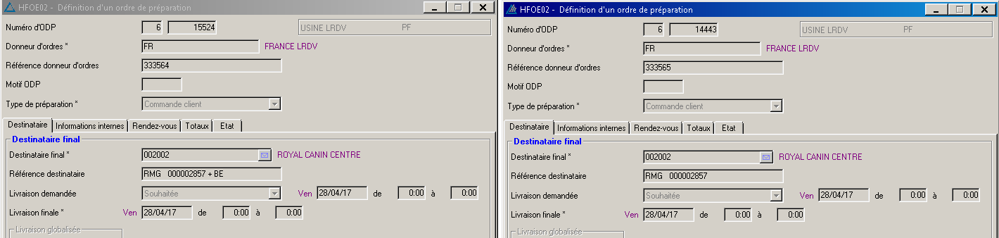 HFOE02 - Définition d'un ordre de préparation
Numéro d'ODP 6 15524 USINE LRDV PF
Donneur d'ordres * FR FRANCE LRDV
Référence donneur d'ordres 333564
Motif ODP
Type de préparation * Commande client
Destinataire Informations internes Rendez-vous Totaux Etat
Destinataire final
Destinataire final * 002002 ROYAL CANIN CENTRE
Référence destinataire RMG 000002857 + BE
Livraison demandée Souhaitée Ven 28/04/17 de 0:00 à 0:00
Livraison finale * Ven 28/04/17 de 0:00 à 0:00
Livraison globalisée
HFOE02 - Définition d'un ordre de préparation
Numéro d'ODP 6 14443 USINE LRDV PF
Donneur d'ordres * FR FRANCE LRDV
Référence donneur d'ordres 333565
Motif ODP
Type de préparation * Commande client
Destinataire Informations internes Rendez-vous Totaux Etat
Destinataire final
Destinataire final * 002002 ROYAL CANIN CENTRE
Référence destinataire RMG 000002857
Livraison demandée Souhaitée Ven 28/04/17 de 0:00 à 0:00
Livraison finale * Ven 28/04/17 de 0:00 à 0:00
Livraison globalisée